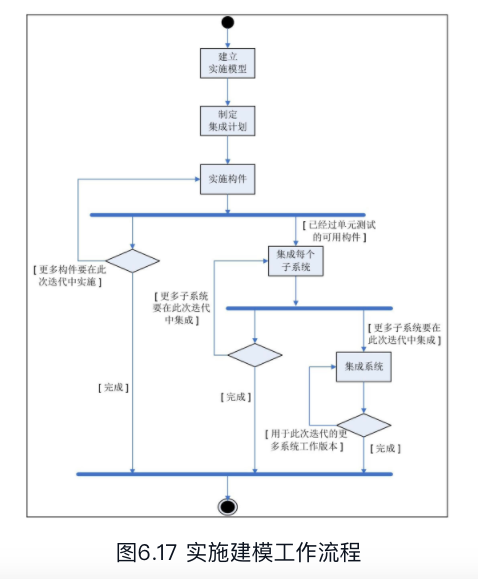 建立
实施模型
制定
集成计划
实施构件
[ 已经过单元测试
的可用构件 ]
集成每个
子系统
[ 更多构件要在此
次迭代中实施 ]
[ 更多子系统
要在此次迭代
中集成 ]
[ 更多子系统要在
此次迭代中集成 ]
集成系统
[ 完成 ]
[ 完成 ]
[ 用于此次迭代的更
多系统工作版本 ]
[ 完成 ]
图6.17 实施建模工作流程